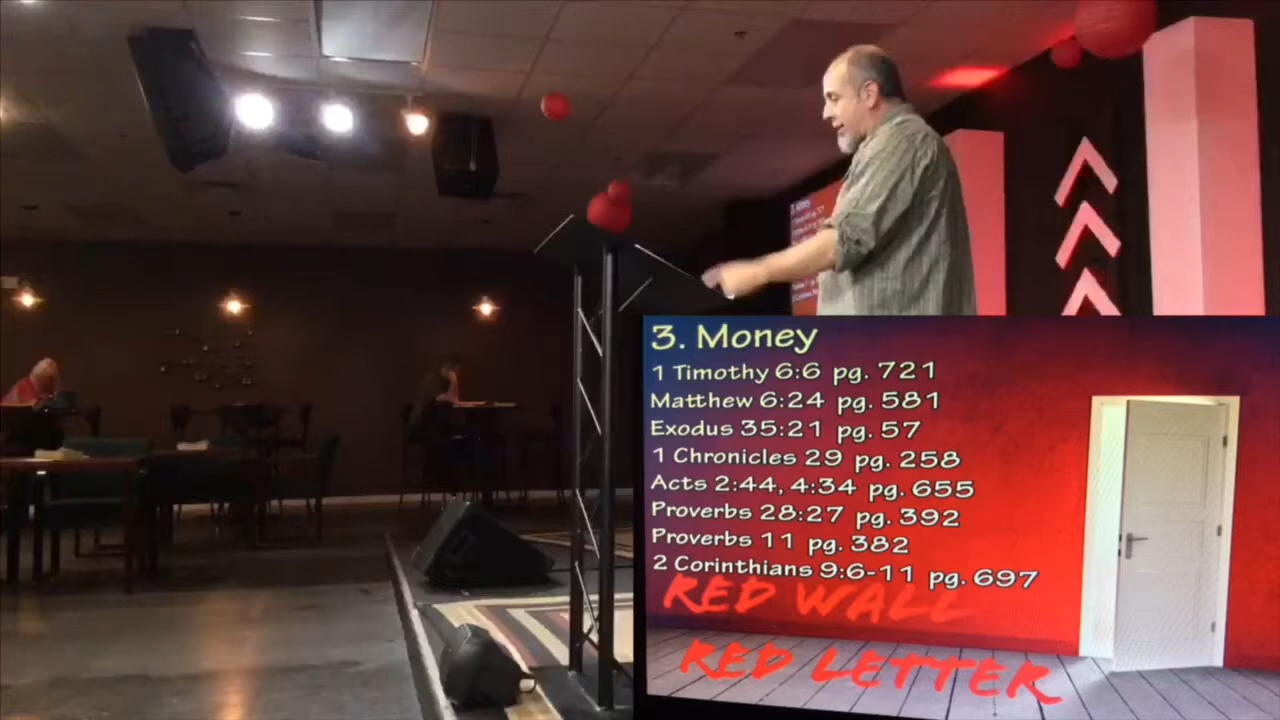 3. Money
1 Timothy 6:6 pg. 721
Matthew 6:24 pg. 581
Exodus 35:21 pg. 57
1 Chronicles 29 pg. 258
Acts 2:44, 4:34 pg. 655
Proverbs 28:27 pg. 392
Proverbs 11 pg. 382
2 Corinthians 9:6-11 pg. 697
RED WALL
RED LETTER